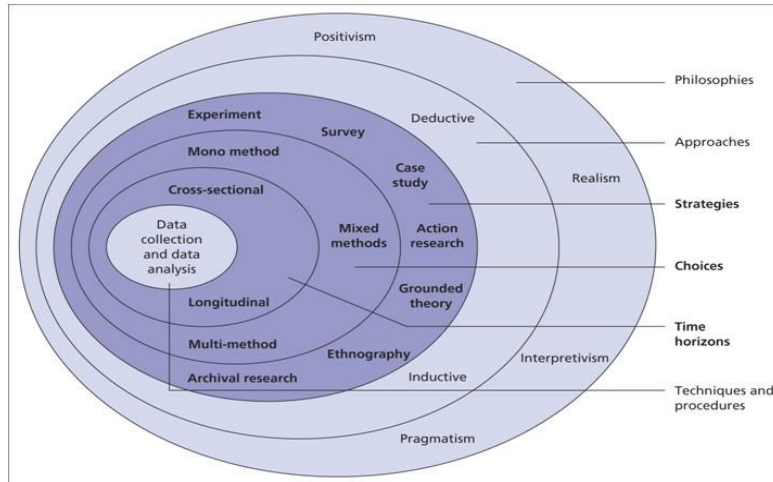 Positivism
Philosophies
Experiment
Survey
Deductive
Approaches
Mono method
Case
study
Realism
Cross-sectional
Strategies
Data
collection
and data
analysis
Mixed
methods
Action
research
Choices
Longitudinal
Grounded
theory
Time
horizons
Multi-method
Ethnography
Interpretivism
Archival research
Inductive
Techniques and
procedures
Pragmatism